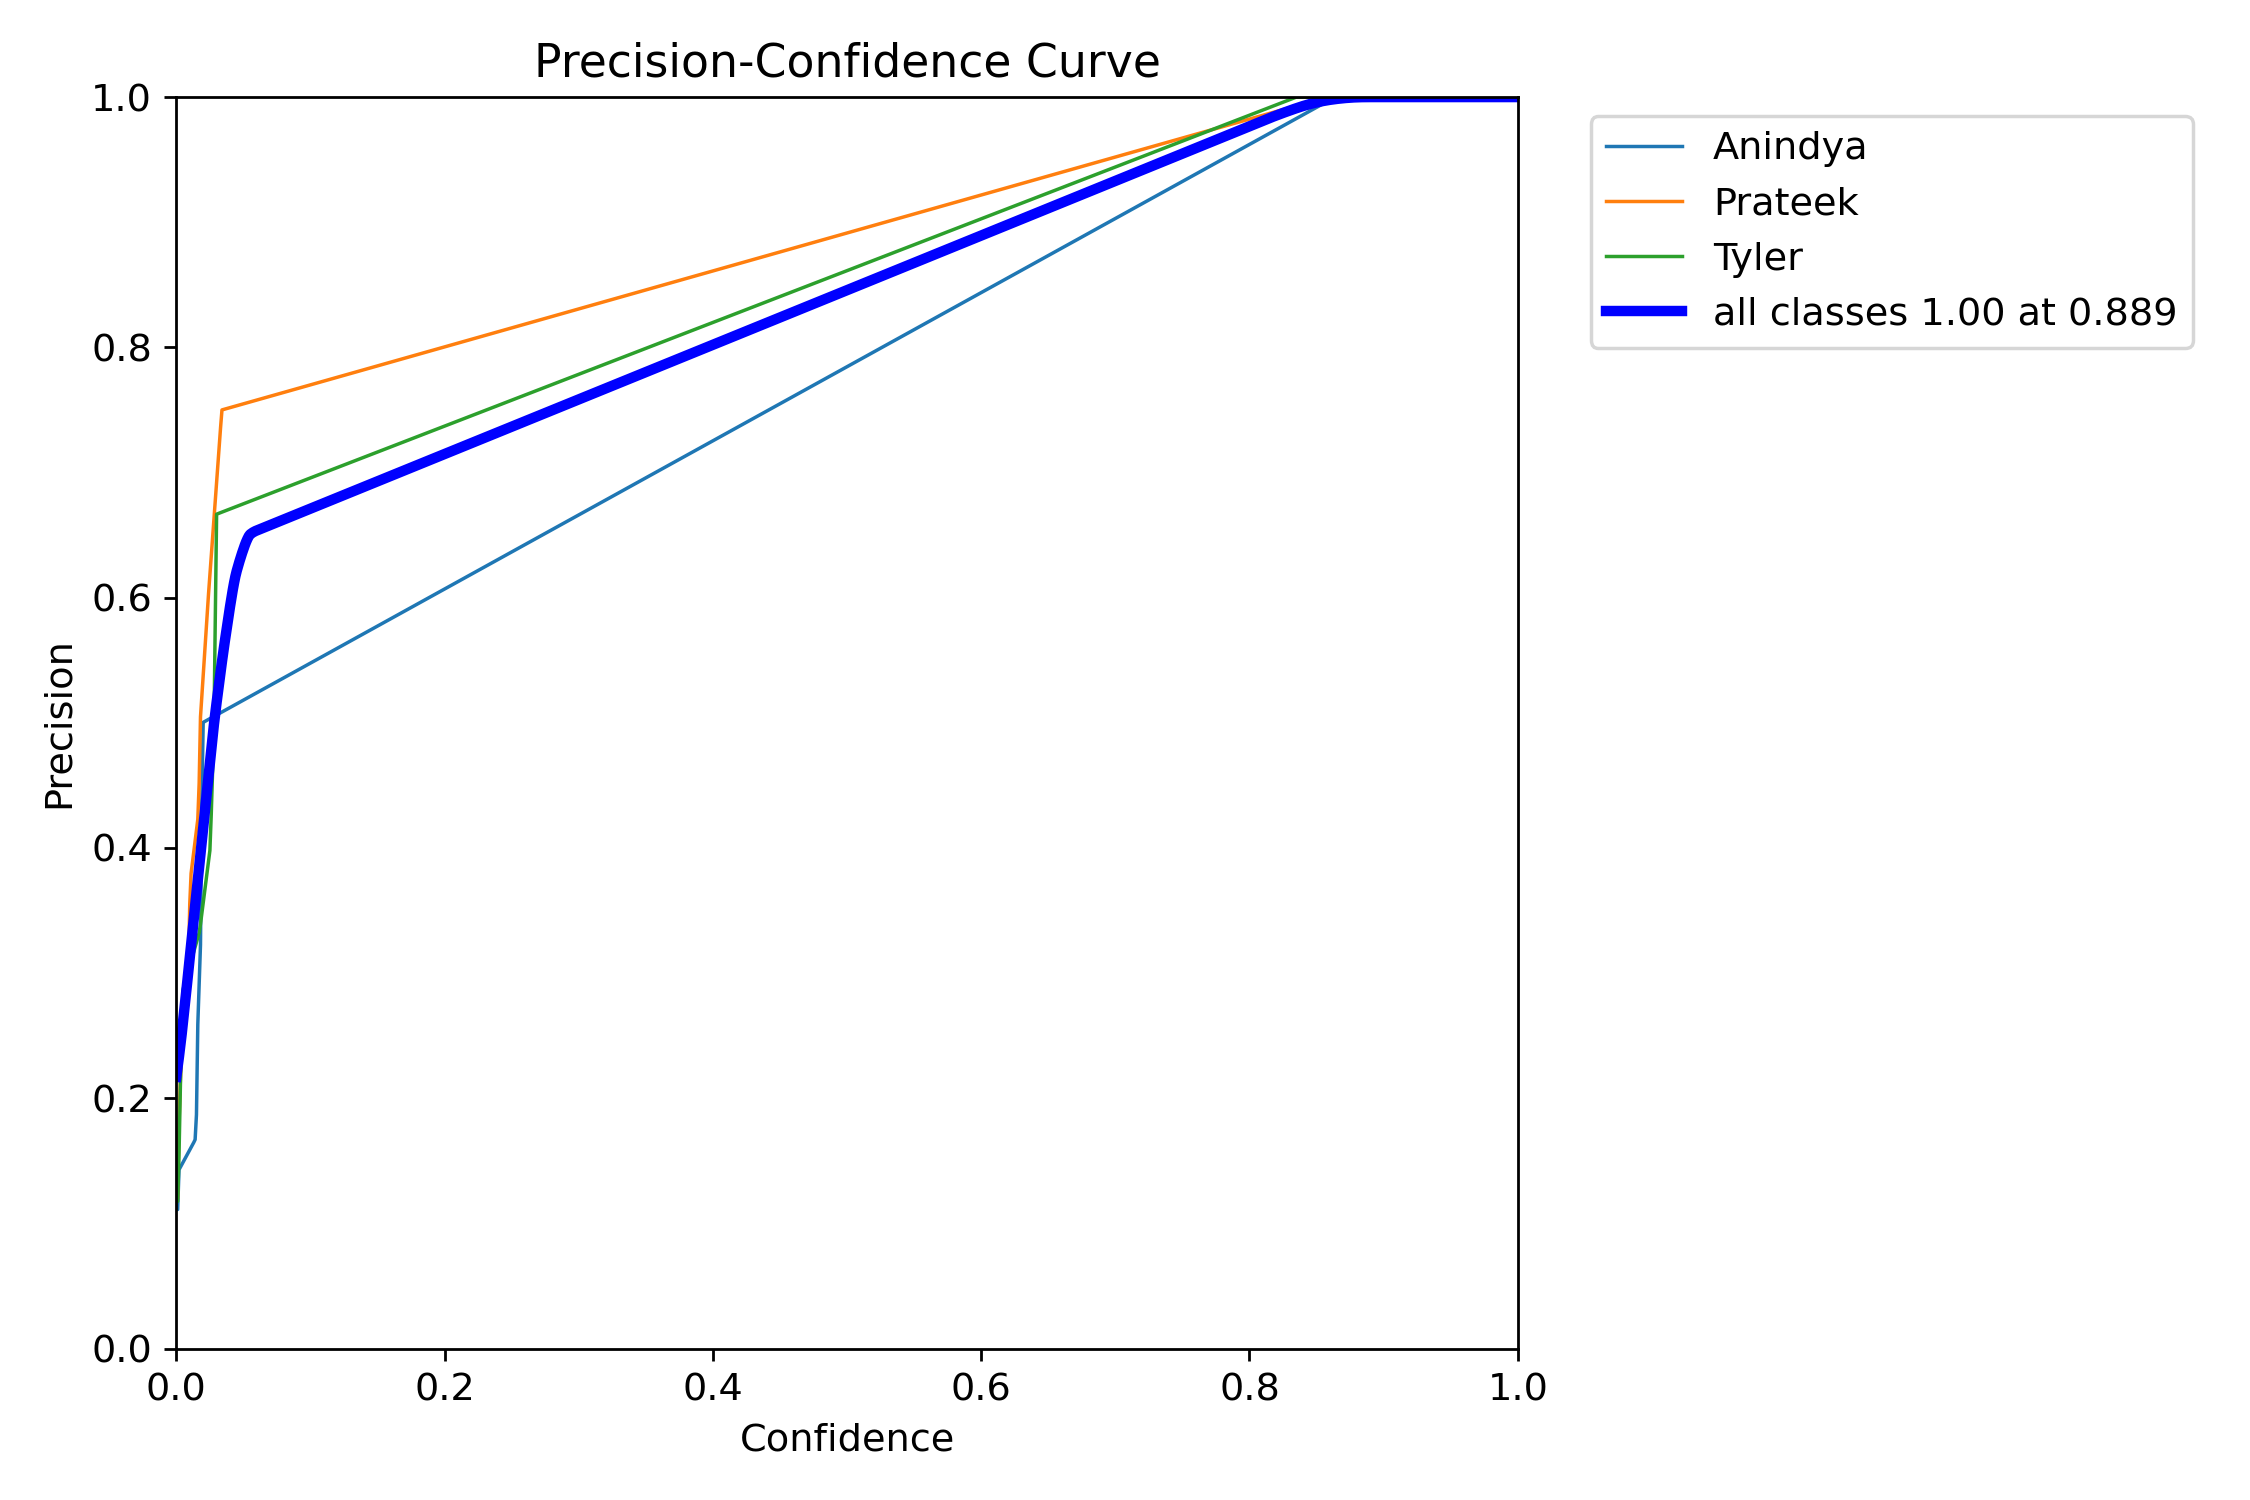 Precision-Confidence Curve
1.0
0.8
0.6
0.4
0.2
0.0
Precision
0.0 0.2 0.4 0.6 0.8 1.0
Confidence
Anindya
Prateek
Tyler
all classes 1.00 at 0.889